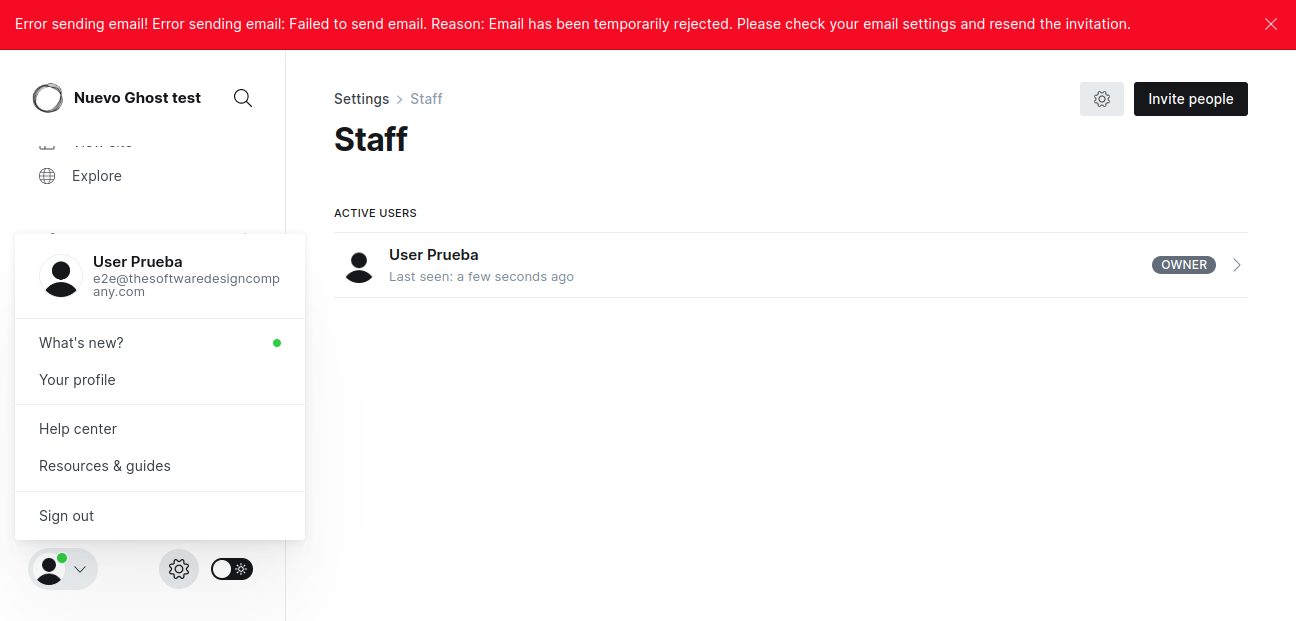 Error sending email! Error sending email: Failed to send email. Reason: Email has been temporarily rejected. Please check your email settings and resend the invitation.
Nuevo Ghost test
Explore
User Prueba
e2e@thesoftwaredesigncomp
any.com
What's new?
Your profile
Help center
Resources & guides
Sign out
Settings > Staff
Invite people
Staff
ACTIVE USERS
User Prueba
Last seen: a few seconds ago
OWNER